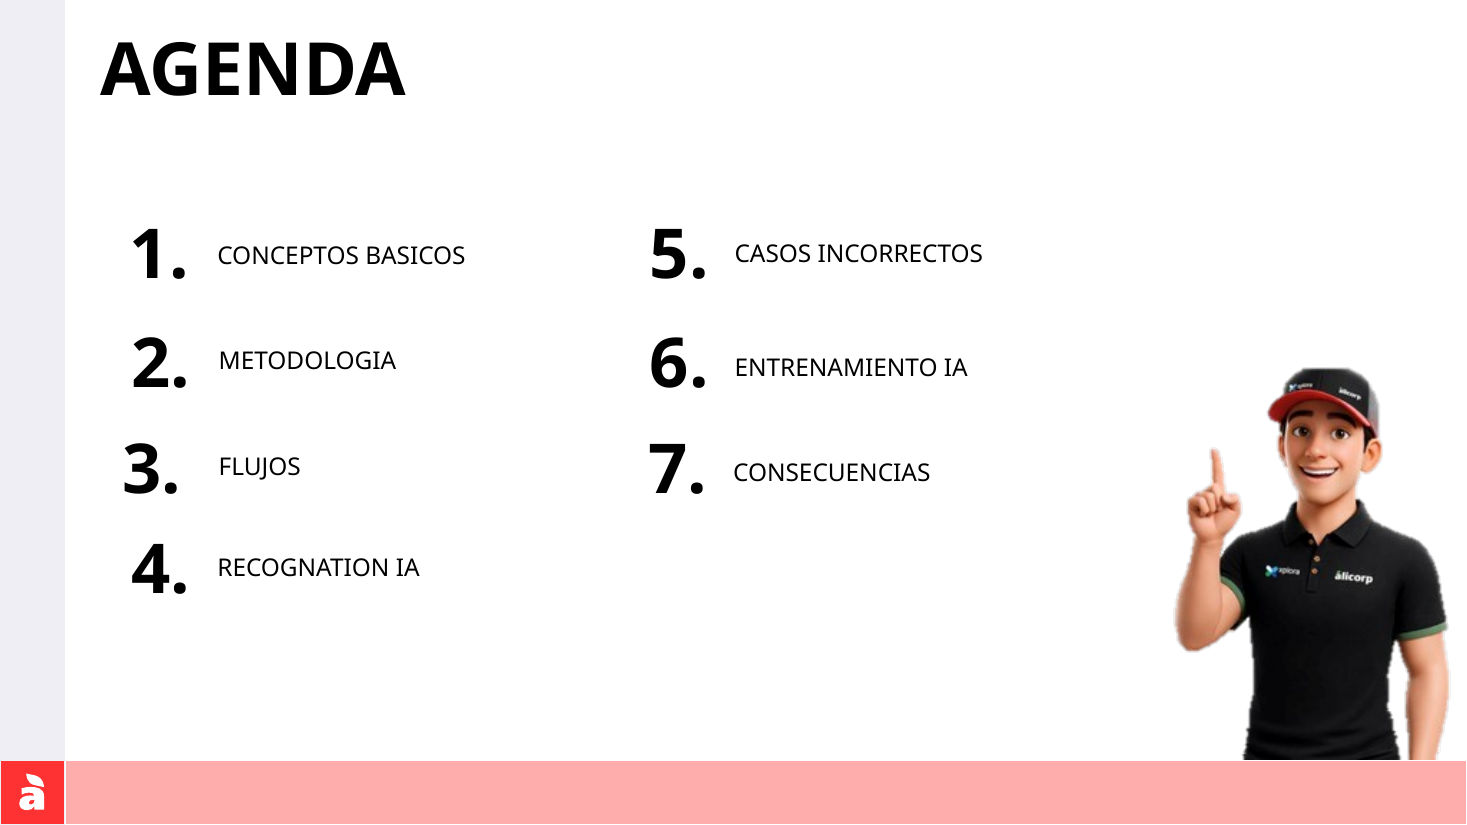 AGENDA
1. CONCEPTOS BASICOS
2. METODOLOGIA
3. FLUJOS
4. RECOGNATION IA
5. CASOS INCORRECTOS
6. ENTRENAMIENTO IA
7. CONSECUENCIAS
xplora alicorp
xplora alicorp
a